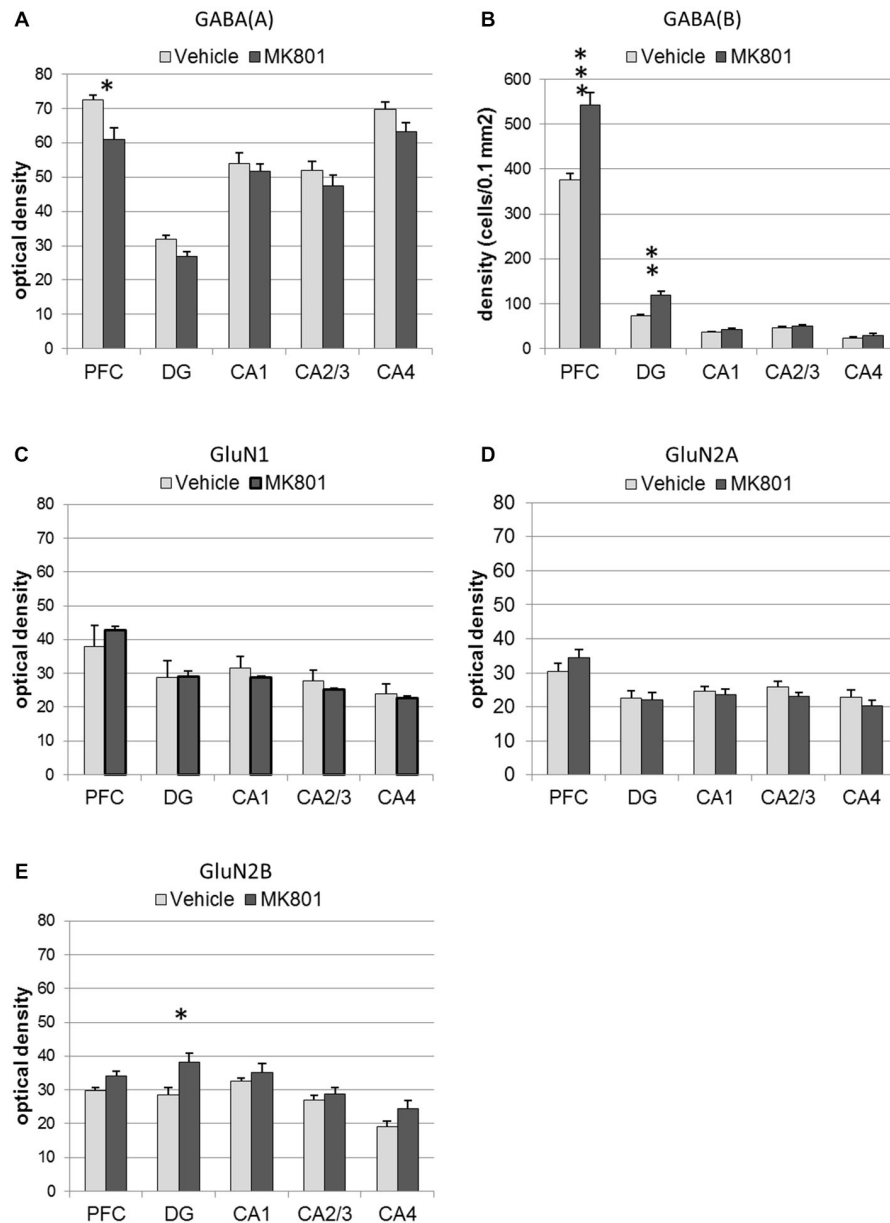 A
GABA(A)
Vehicle MK801
80
70
60
50
40
30
20
10
0
optical density
*
PFC DG CA1 CA2/3 CA4
B
GABA(B)
Vehicle MK801
600
500
400
300
200
100
0
density (cells/0.1 mm2)
***
**
PFC DG CA1 CA2/3 CA4
C
GluN1
Vehicle MK801
80
70
60
50
40
30
20
10
0
optical density
PFC DG CA1 CA2/3 CA4
D
GluN2A
Vehicle MK801
80
70
60
50
40
30
20
10
0
optical density
PFC DG CA1 CA2/3 CA4
E
GluN2B
Vehicle MK801
80
70
60
50
40
30
20
10
0
optical density
*
PFC DG CA1 CA2/3 CA4